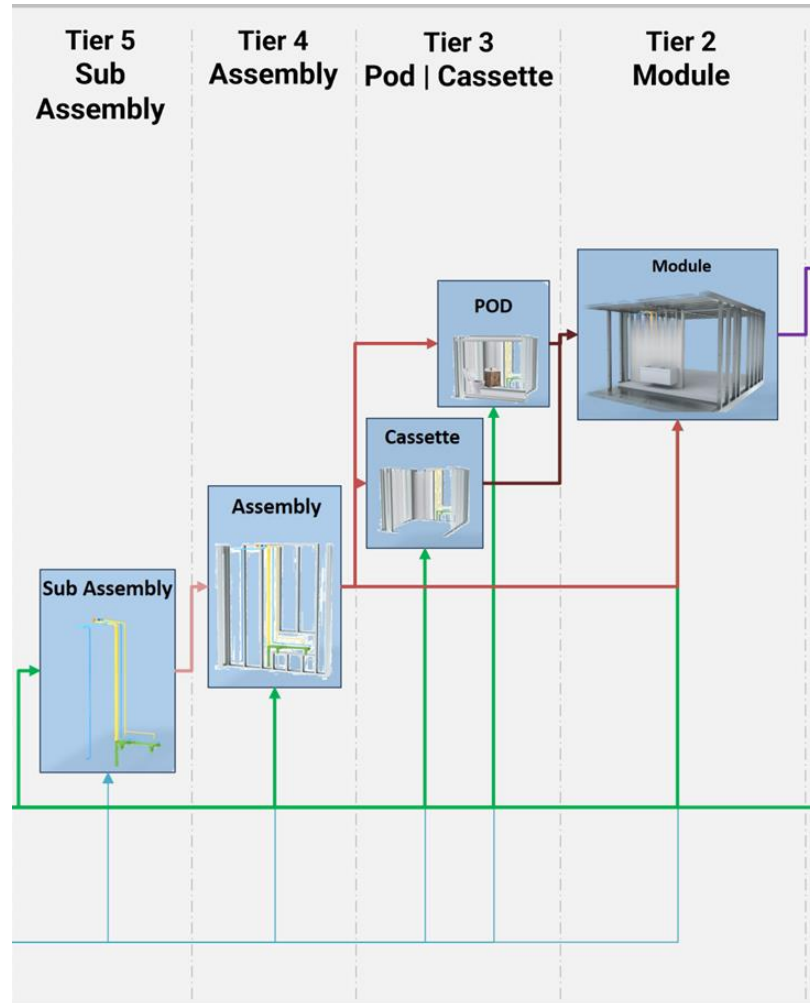 Tier 5
Sub
Assembly
Tier 4
Assembly
Tier 3
Pod | Cassette
Tier 2
Module
Module
POD
Cassette
Assembly
Sub Assembly